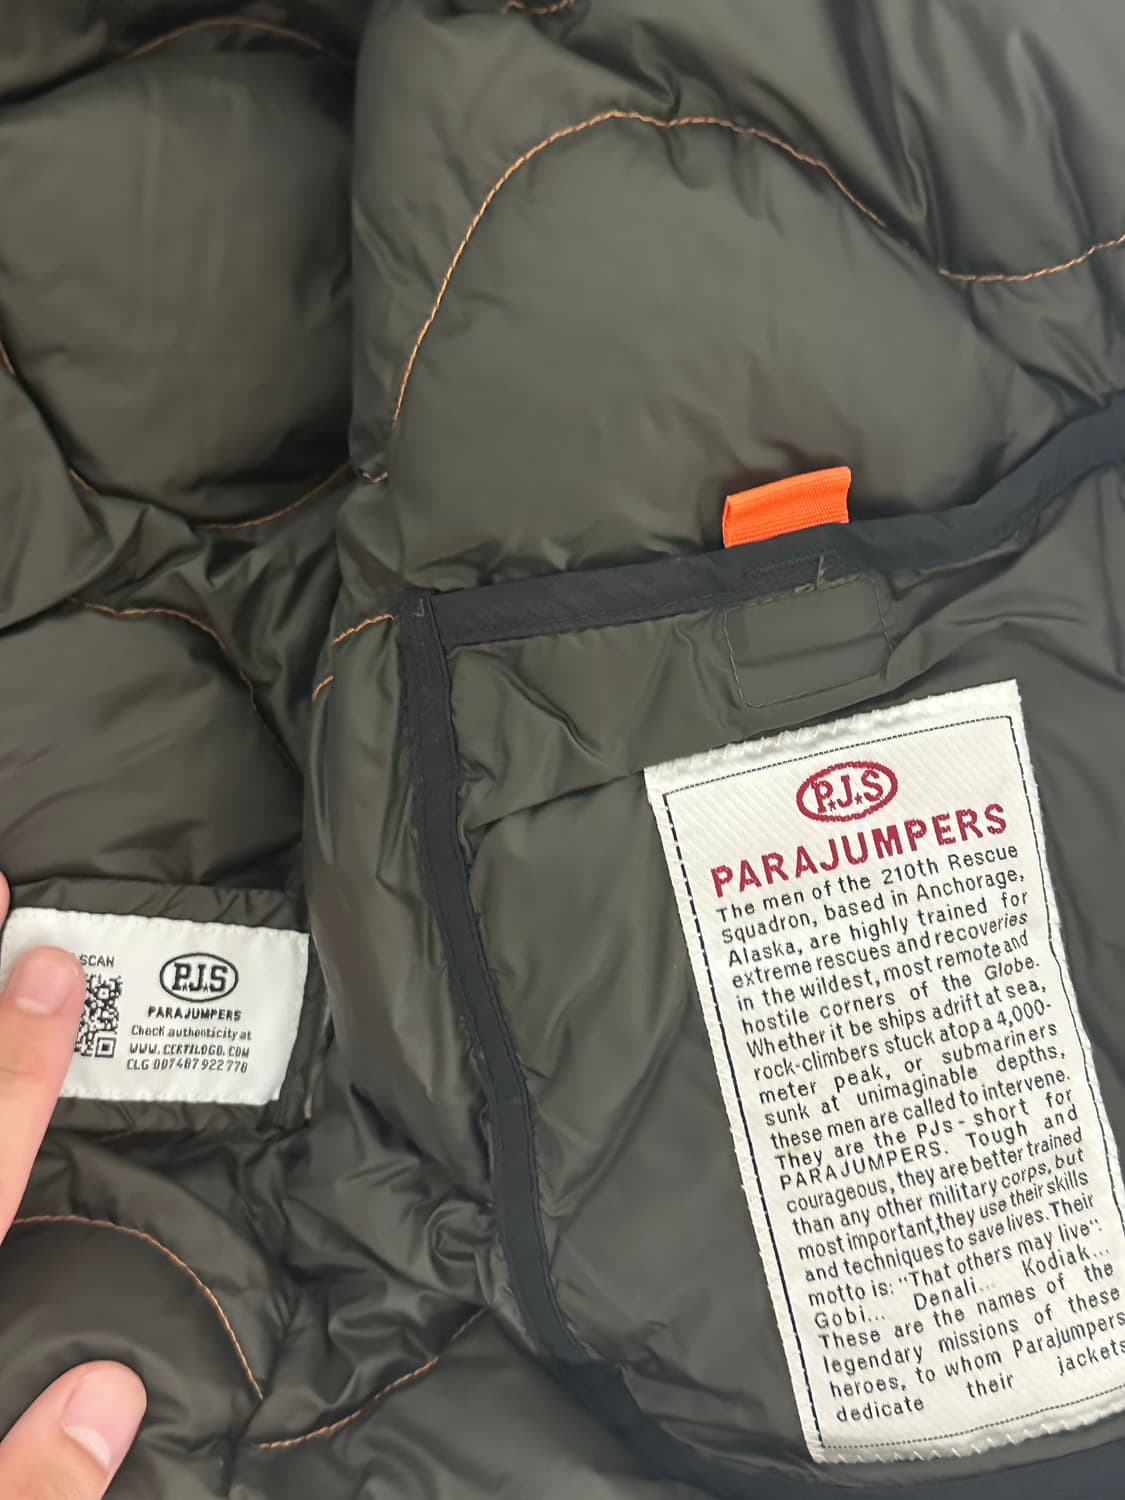 SCAN
P.J.S
PARAJUMPERS
Check authenticity at
WWW.CERTILOGO.COM
CLG 007487922770
P.J.S
PARAJUMPERS
The men of the 210th Rescue
Squadron, based in Anchorage,
Alaska, are highly trained for
extreme rescues and recoveries
in the wildest, most remote and
hostile corners of the Globe.
Whether it be ships adrift at sea,
rock-climbers stuck atop a 4,000-
meter peak, or submariners
sunk at unimaginable depths,
these men are called to intervene.
They are the PJs - short for
PARAJUMPERS. Tough and
courageous, they are better trained
than any other military corps, but
most important,they use their skills
and techniques to save lives. Their
motto is: "That others may live".
Gobi... Denali... Kodiak...
These are the names of the
legendary missions of these
heroes, to whom Parajumpers
dedicate their jackets